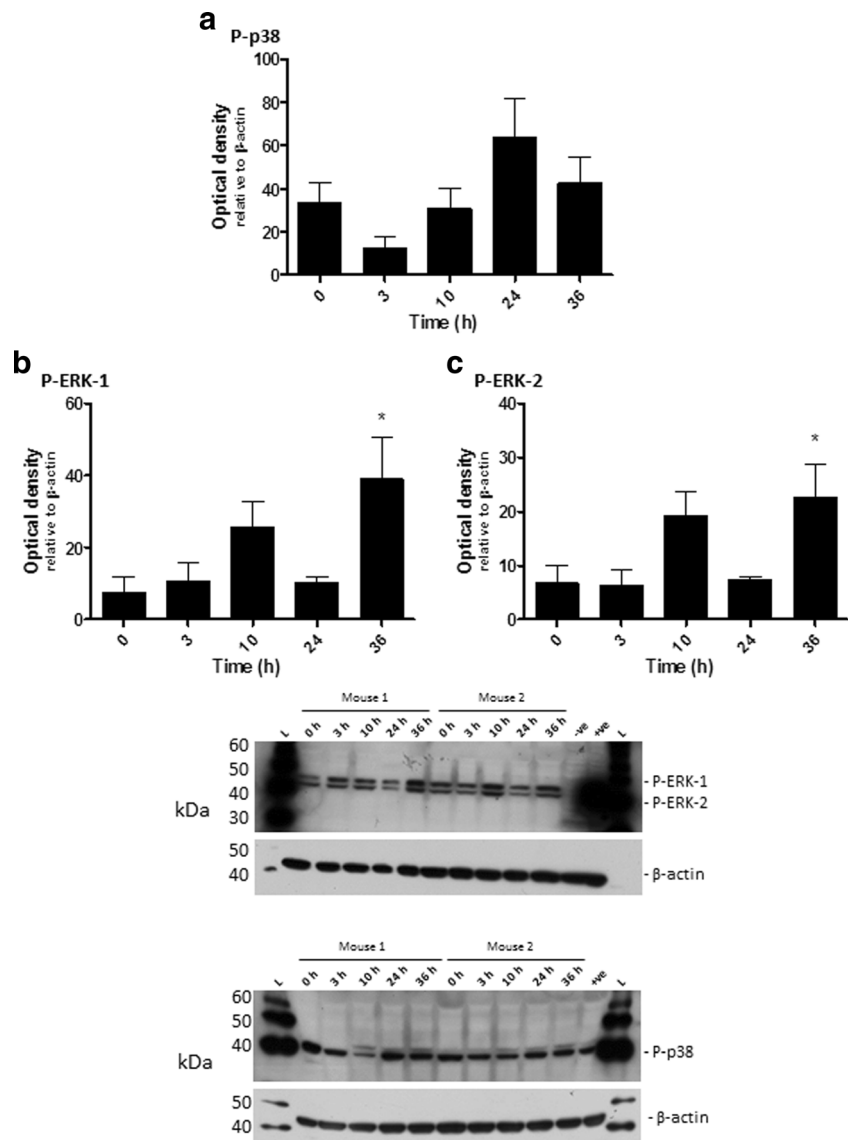 a
P-p38
Optical density
relative to β-actin
100
80
60
40
20
0
0 3 10 24 36
Time (h)
b
P-ERK-1
Optical density
relative to β-actin
60
40
20
0
0 3 10 24 36
Time (h)
c
P-ERK-2
Optical density
relative to β-actin
40
30
20
10
0
0 3 10 24 36
Time (h)
*
*
Mouse 1 Mouse 2
L 0 h 3 h 10 h 24 h 36 h 0 h 3 h 10 h 24 h 36 h -ve +ve L
60
50
40
30
kDa
- P-ERK-1
- P-ERK-2
50
40
- β-actin
Mouse 1 Mouse 2
L 0 h 3 h 10 h 24 h 36 h 0 h 3 h 10 h 24 h 36 h +ve L
60
50
40
kDa
- P-p38
50
40
- β-actin